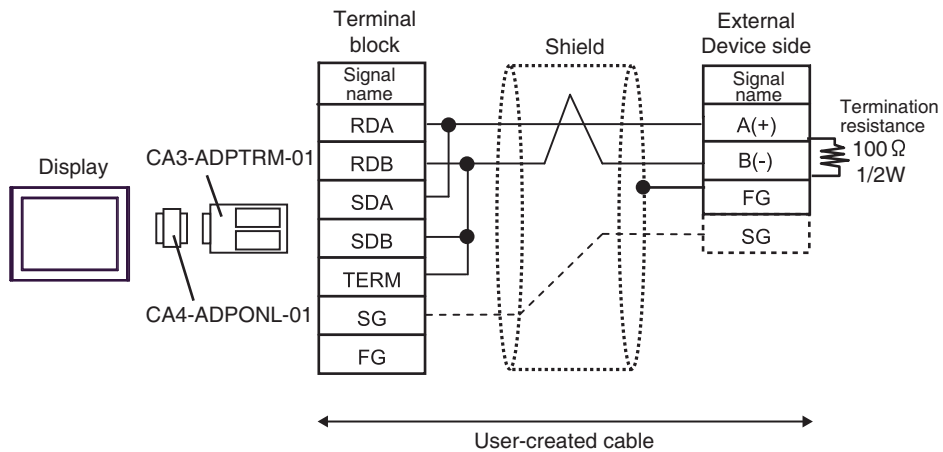 Terminal
block
Shield
External
Device side
Signal
name
RDA
RDB
SDA
SDB
TERM
SG
FG
Signal
name
A(+)
B(-)
FG
SG
Termination
resistance
100 Ω
1/2W
Display
CA3-ADPTRM-01
CA4-ADPONL-01
User-created cable